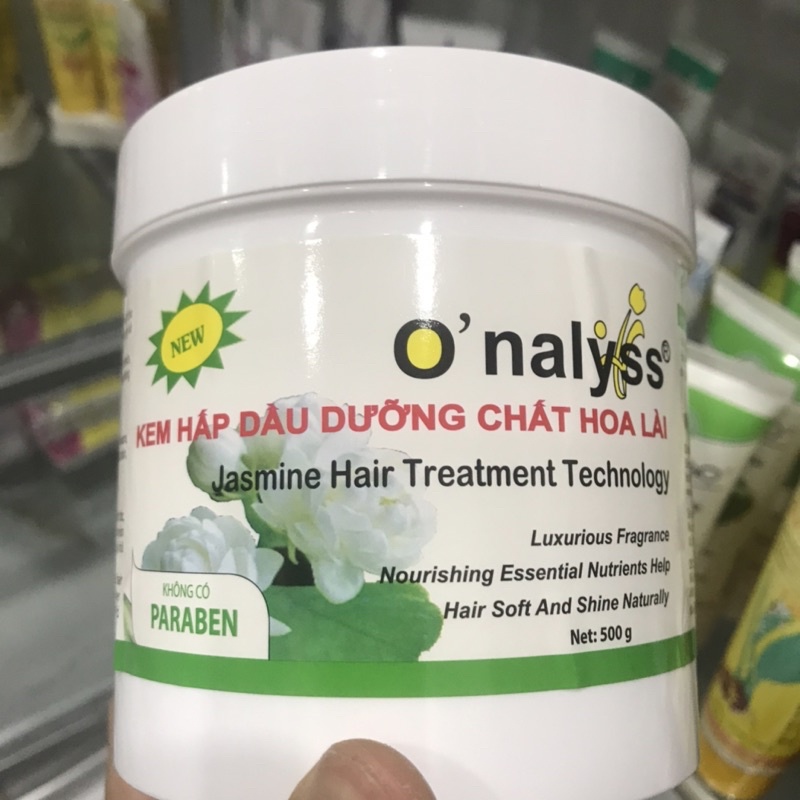 NEW
O'nalyss®
KEM HẤP DẦU DƯỠNG CHẤT HOA LÀI
Jasmine Hair Treatment Technology
Luxurious Fragrance
Nourishing Essential Nutrients Help
Hair Soft And Shine Naturally
Net: 500 g
KHÔNG CÓ
PARABEN